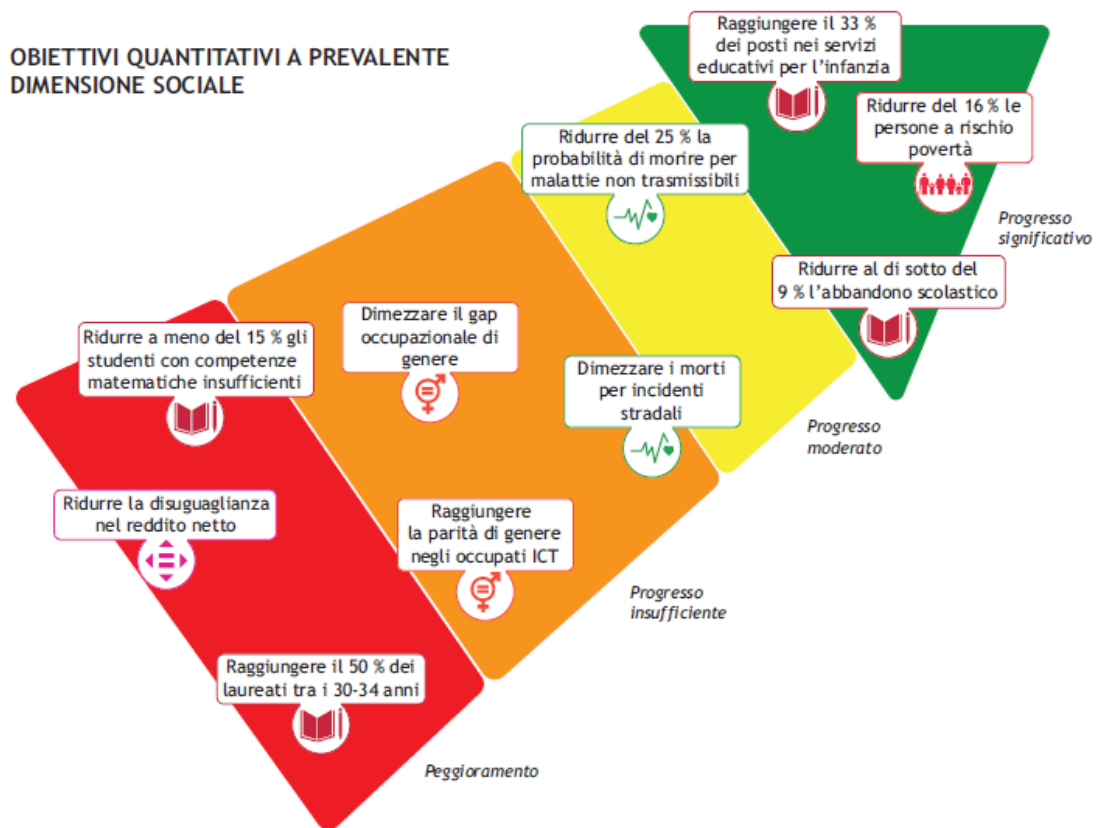 OBIETTIVI QUANTITATIVI A PREVALENTE
DIMENSIONE SOCIALE
Raggiungere il 33 %
dei posti nei servizi
educativi per l'infanzia
Ridurre del 16 % le
persone a rischio
povertà
Ridurre del 25 % la
probabilità di morire per
malattie non trasmissibili
Progresso
significativo
Ridurre al di sotto del
9 % l'abbandono scolastico
Dimezzare il gap
occupazionale di
genere
Ridurre a meno del 15 % gli
studenti con competenze
matematiche insufficienti
Dimezzare i morti
per incidenti
stradali
Progresso
moderato
Ridurre la disuguaglianza
nel reddito netto
Raggiungere
la parità di genere
negli occupati ICT
Progresso
insufficiente
Raggiungere il 50 % dei
laureati tra i 30-34 anni
Peggioramento